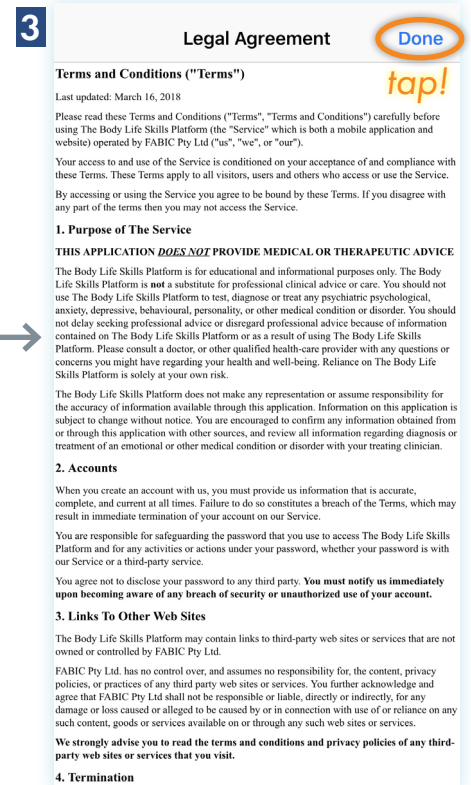 3
Legal Agreement
Done
tap!
Terms and Conditions ("Terms")
Last updated: March 16, 2018
Please read these Terms and Conditions ("Terms", "Terms and Conditions") carefully before
using The Body Life Skills Platform (the "Service" which is both a mobile application and
website) operated by FABIC Pty Ltd ("us", "we", or "our").
Your access to and use of the Service is conditioned on your acceptance of and compliance with
these Terms. These Terms apply to all visitors, users and others who access or use the Service.
By accessing or using the Service you agree to be bound by these Terms. If you disagree with
any part of the terms then you may not access the Service.
1. Purpose of The Service
THIS APPLICATION DOES NOT PROVIDE MEDICAL OR THERAPEUTIC ADVICE
The Body Life Skills Platform is for educational and informational purposes only. The Body
Life Skills Platform is not a substitute for professional clinical advice or care. You should not
use The Body Life Skills Platform to test, diagnose or treat any psychiatric psychological,
anxiety, depressive, behavioural, personality, or other medical condition or disorder. You should
not delay seeking professional advice or disregard professional advice because of information
contained on The Body Life Skills Platform or as a result of using The Body Life Skills
Platform. Please consult a doctor, or other qualified health-care provider with any questions or
concerns you might have regarding your health and well-being. Reliance on The Body Life
Skills Platform is solely at your own risk.
The Body Life Skills Platform does not make any representation or assume responsibility for
the accuracy of information available through this application. Information on this application is
subject to change without notice. You are encouraged to confirm any information obtained from
or through this application with other sources, and review all information regarding diagnosis or
treatment of an emotional or other medical condition or disorder with your treating clinician.
2. Accounts
When you create an account with us, you must provide us information that is accurate,
complete, and current at all times. Failure to do so constitutes a breach of the Terms, which may
result in immediate termination of your account on our Service.
You are responsible for safeguarding the password that you use to access The Body Life Skills
Platform and for any activities or actions under your password, whether your password is with
our Service or a third-party service.
You agree not to disclose your password to any third party. You must notify us immediately
upon becoming aware of any breach of security or unauthorized use of your account.
3. Links To Other Web Sites
The Body Life Skills Platform may contain links to third-party web sites or services that are not
owned or controlled by FABIC Pty Ltd.
FABIC Pty Ltd. has no control over, and assumes no responsibility for, the content, privacy
policies, or practices of any third party web sites or services. You further acknowledge and
agree that FABIC Pty Ltd shall not be responsible or liable, directly or indirectly, for any
damage or loss caused or alleged to be caused by or in connection with use of or reliance on any
such content, goods or services available on or through any such web sites or services.
We strongly advise you to read the terms and conditions and privacy policies of any third-
party web sites or services that you visit.
4. Termination